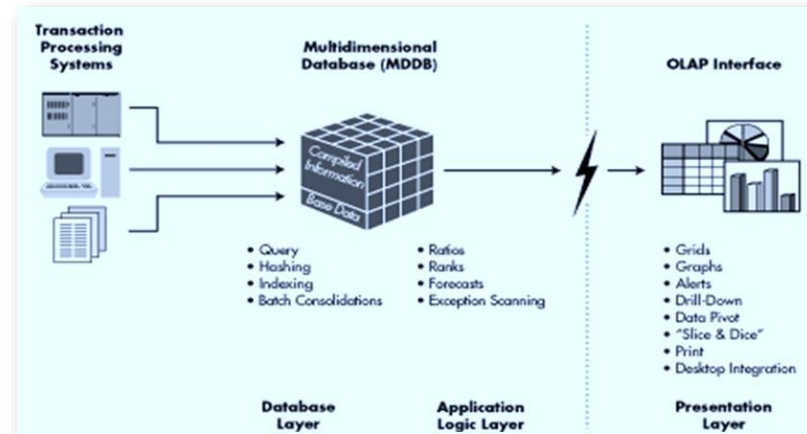 Transaction
Processing
Systems
Multidimensional
Database (MDDB)
OLAP Interface
Compiled
Information
Base Data
• Query
• Hashing
• Indexing
• Batch Consolidations
• Ratios
• Ranks
• Forecasts
• Exception Scanning
• Grids
• Graphs
• Alerts
• Drill-Down
• Data Pivot
• "Slice & Dice"
• Print
• Desktop Integration
Database
Layer
Application
Logic Layer
Presentation
Layer